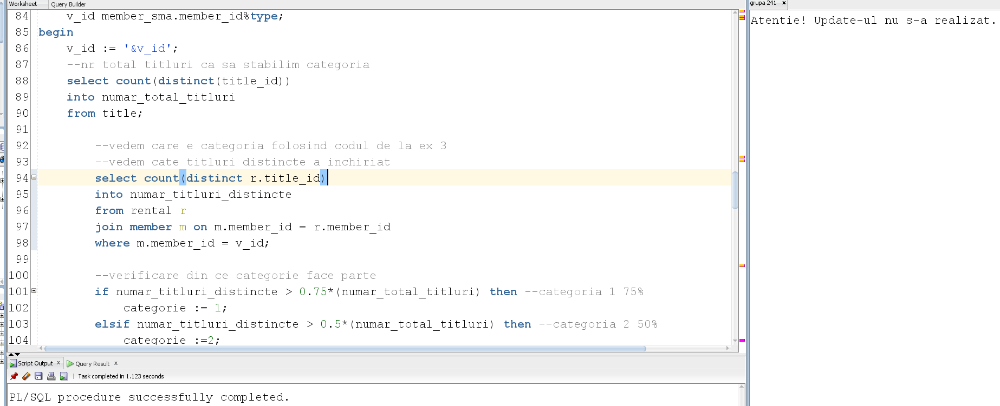 Worksheet Query Builder
84 v_id member_sma.member_id%type;
85 begin
86 v_id := '&v_id';
87 --nr total titluri ca sa stabilim categoria
88 select count(distinct(title_id))
89 into numar_total_titluri
90 from title;
91
92 --vedem care e categoria folosind codul de la ex 3
93 --vedem cate titluri distincte a inchiriat
94 select count(distinct r.title_id)
95 into numar_titluri_distincte
96 from rental r
97 join member m on m.member_id = r.member_id
98 where m.member_id = v_id;
99
100 --verificare din ce categorie face parte
101 if numar_titluri_distincte > 0.75*(numar_total_titluri) then --categoria 1 75%
102 categorie := 1;
103 elsif numar_titluri_distincte > 0.5*(numar_total_titluri) then --categoria 2 50%
104 categorie :=2;
Script Output x Query Result x
Task completed in 1.123 seconds
PL/SQL procedure successfully completed.
grupa 241 x
Atentie! Update-ul nu s-a realizat.